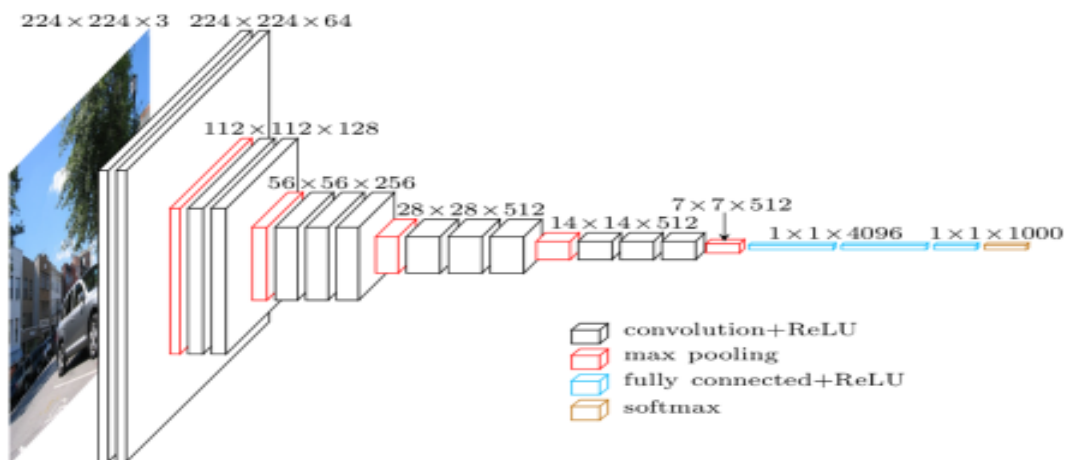 224×224×3
224×224×64
112×112×128
56×56×256
28×28×512
14×14×512
7×7×512
1×1×4096
1×1×1000
convolution+ReLU
max pooling
fully connected+ReLU
softmax